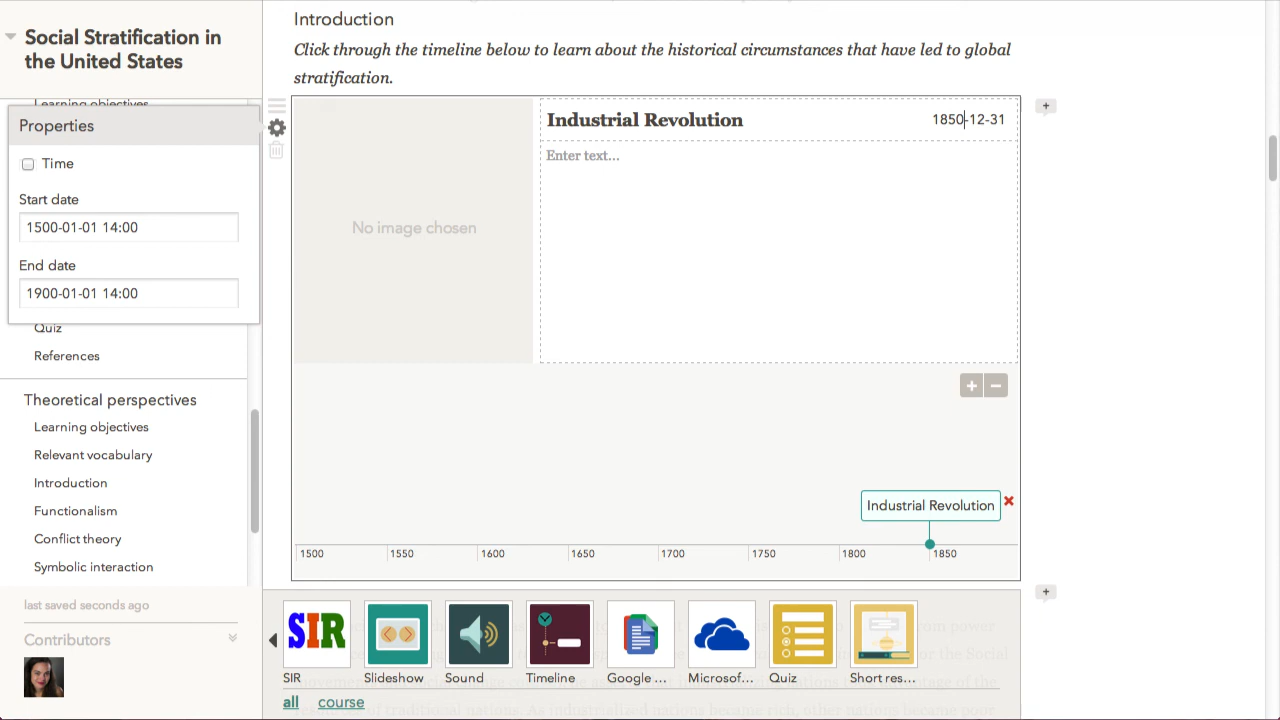 Social Stratification in
the United States
Learning objectives
Properties
Time
Start date
1500-01-01 14:00
End date
1900-01-01 14:00
Quiz
References
Theoretical perspectives
Learning objectives
Relevant vocabulary
Introduction
Functionalism
Conflict theory
Symbolic interaction
last saved seconds ago
Contributors
Introduction
Click through the timeline below to learn about the historical circumstances that have led to global
stratification.
No image chosen
Industrial Revolution
1850-12-31
Enter text...
+ −
Industrial Revolution
1500 1550 1600 1650 1700 1750 1800 1850
SIR
SIR
Slideshow
Sound
Timeline
Google ...
Microsof...
Quiz
Short res...
all course
+
+